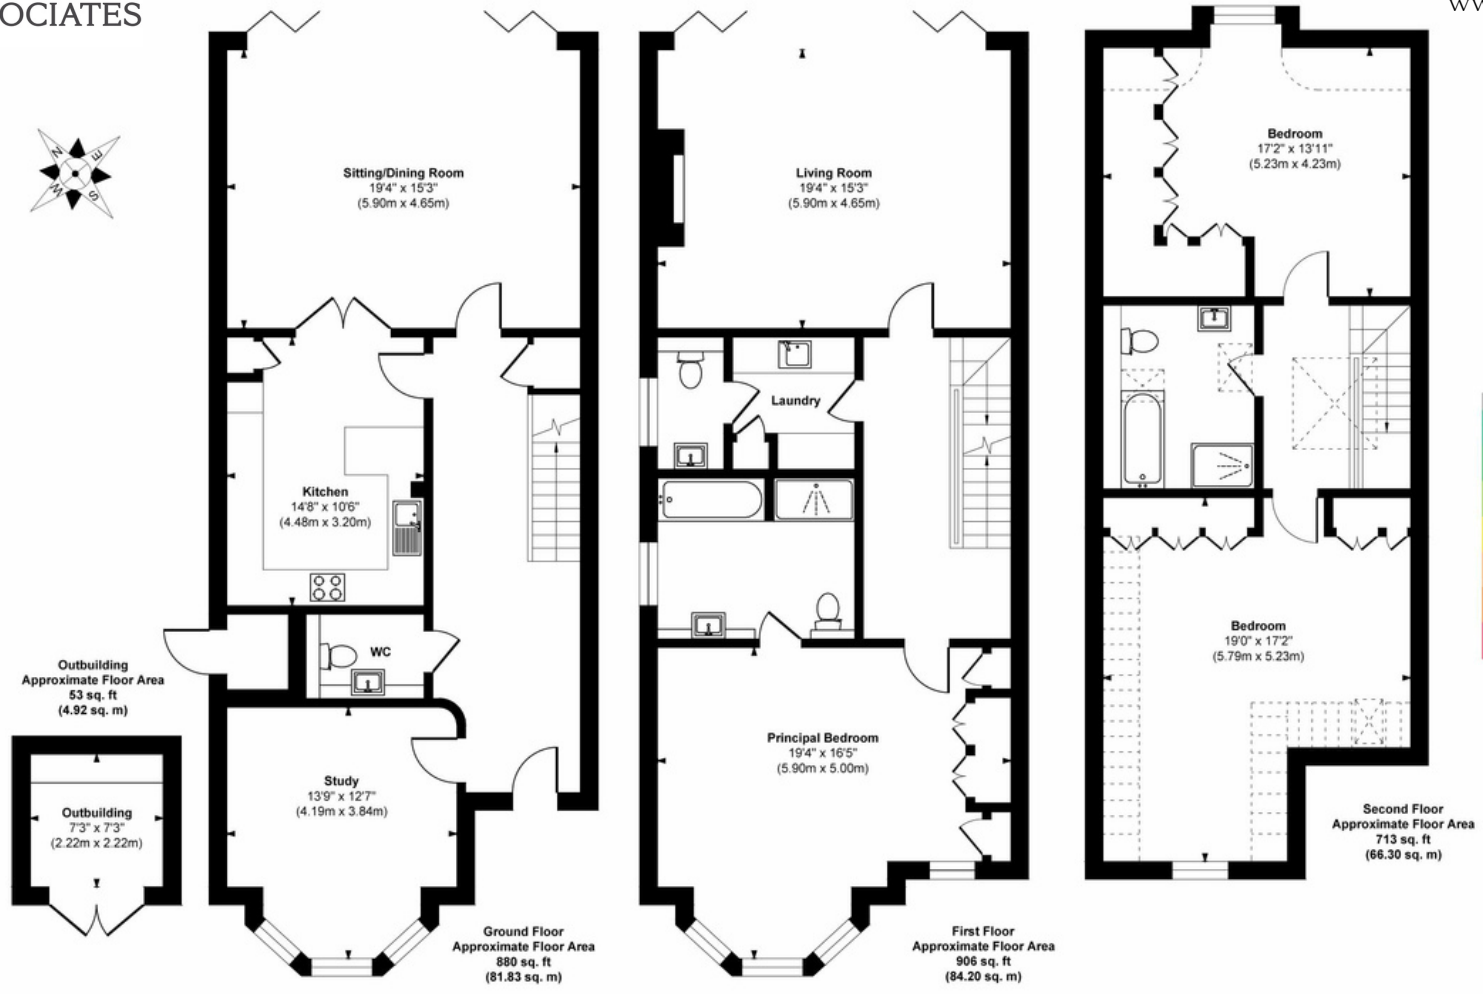 OCIATES
WW
N
E
S
W
Sitting/Dining Room
19'4" x 15'3"
(5.90m x 4.65m)
Kitchen
14'8" x 10'6"
(4.48m x 3.20m)
WC
Study
13'9" x 12'7"
(4.19m x 3.84m)
Outbuilding
Approximate Floor Area
53 sq. ft
(4.92 sq. m)
Outbuilding
7'3" x 7'3"
(2.22m x 2.22m)
Ground Floor
Approximate Floor Area
880 sq. ft
(81.83 sq. m)
Living Room
19'4" x 15'3"
(5.90m x 4.65m)
Laundry
Principal Bedroom
19'4" x 16'5"
(5.90m x 5.00m)
First Floor
Approximate Floor Area
906 sq. ft
(84.20 sq. m)
Bedroom
17'2" x 13'11"
(5.23m x 4.23m)
Bedroom
19'0" x 17'2"
(5.79m x 5.23m)
Second Floor
Approximate Floor Area
713 sq. ft
(66.30 sq. m)